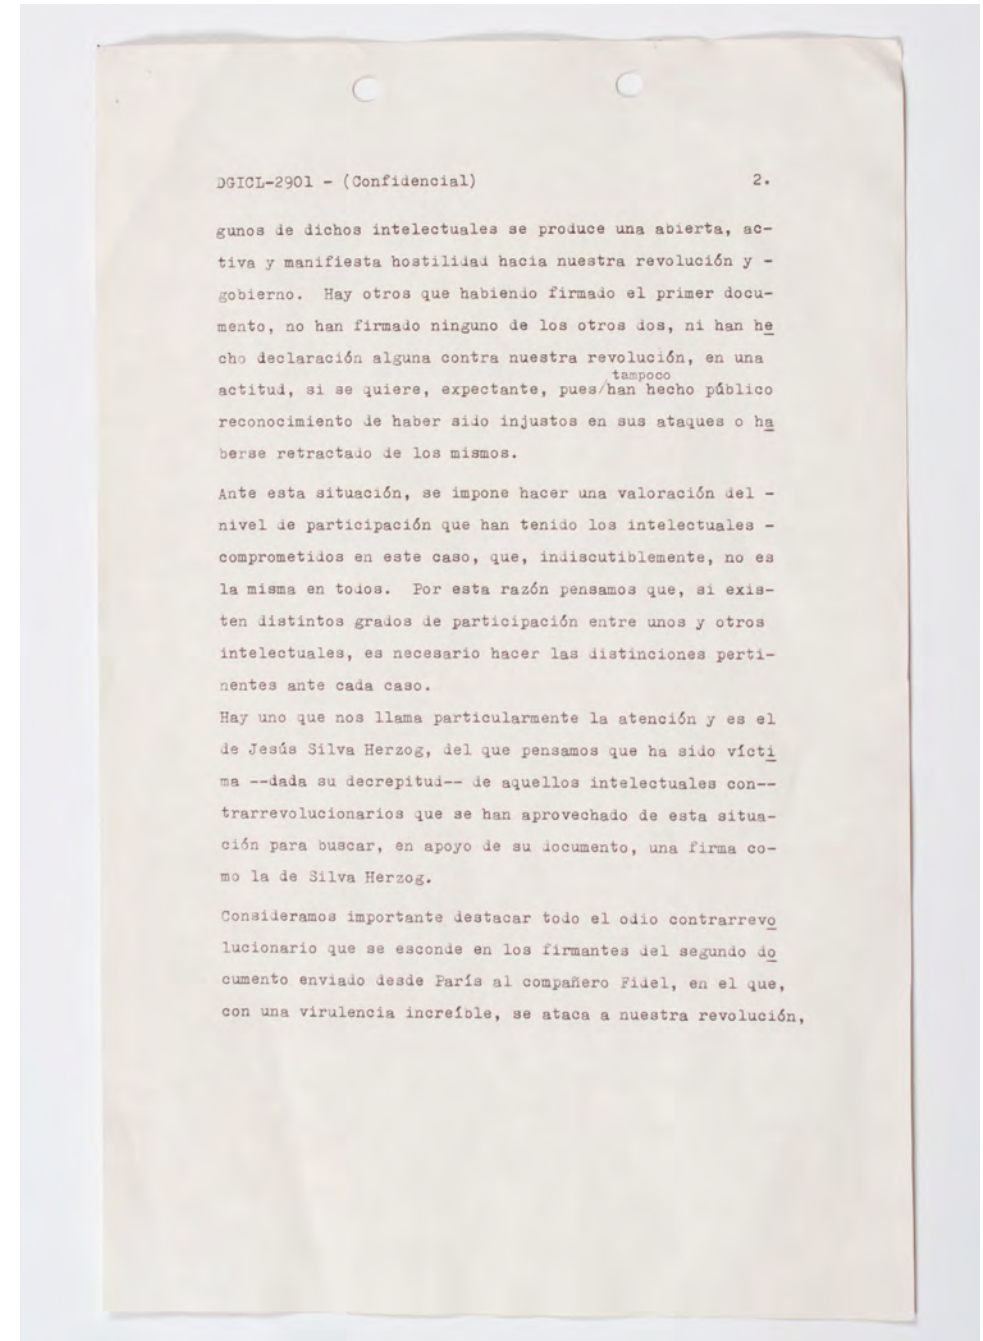 DGICL-2901 - (Confidencial) 2.
gunos de dichos intelectuales se produce una abierta, ac-
tiva y manifiesta hostilidad hacia nuestra revolución y -
gobierno. Hay otros que habiendo firmado el primer docu-
mento, no han firmado ninguno de los otros dos, ni han he
cho declaración alguna contra nuestra revolución, en una
tampoco
actitud, si se quiere, expectante, pues/han hecho público
reconocimiento de haber sido injustos en sus ataques o ha
berse retractado de los mismos.
Ante esta situación, se impone hacer una valoración del -
nivel de participación que han tenido los intelectuales -
comprometidos en este caso, que, indiscutiblemente, no es
la misma en todos. Por esta razón pensamos que, si exis-
ten distintos grados de participación entre unos y otros
intelectuales, es necesario hacer las distinciones perti-
nentes ante cada caso.
Hay uno que nos llama particularmente la atención y es el
de Jesús Silva Herzog, del que pensamos que ha sido vícti
ma --dada su decrepitud-- de aquellos intelectuales con--
trarrevolucionarios que se han aprovechado de esta situa-
ción para buscar, en apoyo de su documento, una firma co-
mo la de Silva Herzog.
Consideramos importante destacar todo el odio contrarrevo
lucionario que se esconde en los firmantes del segundo do
cumento enviado desde París al compañero Fidel, en el que,
con una virulencia increíble, se ataca a nuestra revolución,